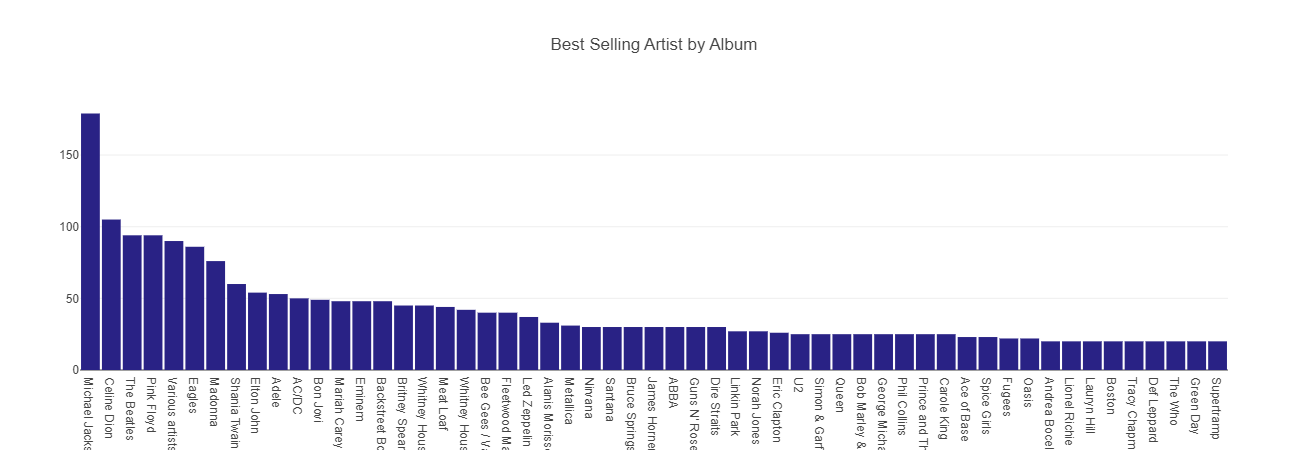 Best Selling Artist by Album
150
100
50
0
Michael Jacks
Celine Dion
The Beatles
Pink Floyd
Various artists
Eagles
Madonna
Shania Twain
Elton John
Adele
AC/DC
Bon Jovi
Mariah Carey
Eminem
Backstreet Bo
Britney Spear
Whitney Hous
Meat Loaf
Whitney Hous
Bee Gees / Va
Fleetwood Ma
Led Zeppelin
Alanis Moriss
Metallica
Nirvana
Santana
Bruce Springs
James Horner
ABBA
Guns N' Rose
Dire Straits
Linkin Park
Norah Jones
Eric Clapton
U2
Simon & Garf
Queen
Bob Marley &
George Micha
Phil Collins
Prince and Th
Carole King
Ace of Base
Spice Girls
Fugees
Oasis
Andrea Bocel
Lionel Richie
Lauryn Hill
Boston
Tracy Chapm
Def Leppard
The Who
Green Day
Supertramp